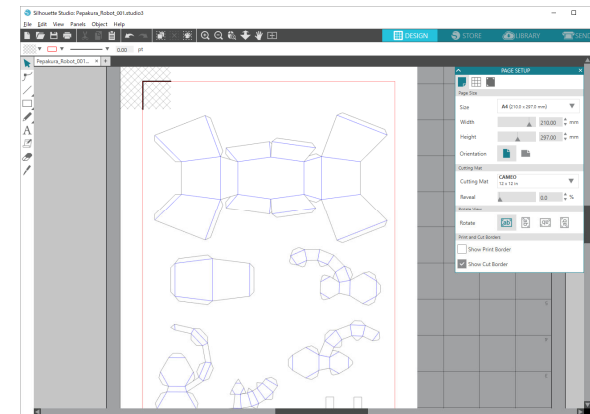 Silhouette Studio: Pepakura_Robot_001.studio3
File Edit View Panels Object Help
DESIGN STORE LIBRARY SEND
0.00 pt
Pepakura_Robot_001... × +
PAGE SETUP
Page Size
Size A4 (210.0 x 297.0 mm)
Width 210.00 mm
Height 297.00 mm
Orientation
Cutting Mat
Cutting Mat CAMEO
12 x 12 in
Reveal 0.0 %
Rotate View
Rotate
Print and Cut Borders
Show Print
Border
Show Cut
Border
A